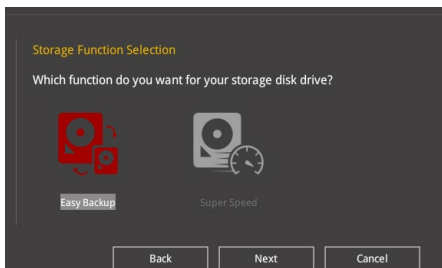 Storage Function Selection
Which function do you want for your storage disk drive?
Easy Backup
Super Speed
Back
Next
Cancel